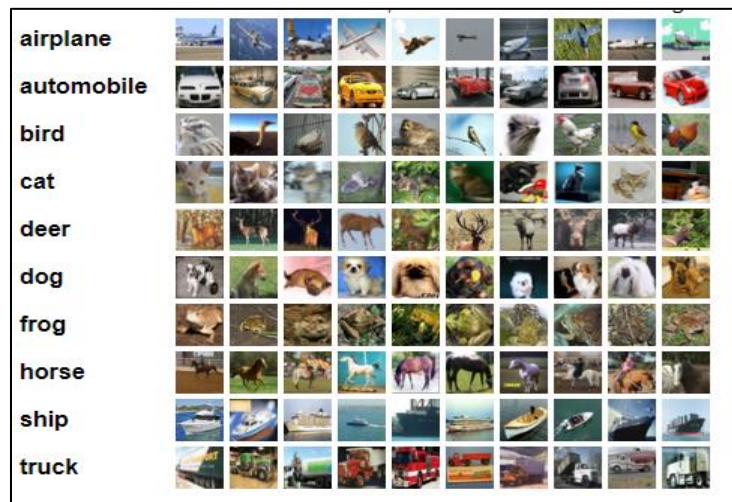 airplane
automobile
bird
cat
deer
dog
frog
horse
ship
truck